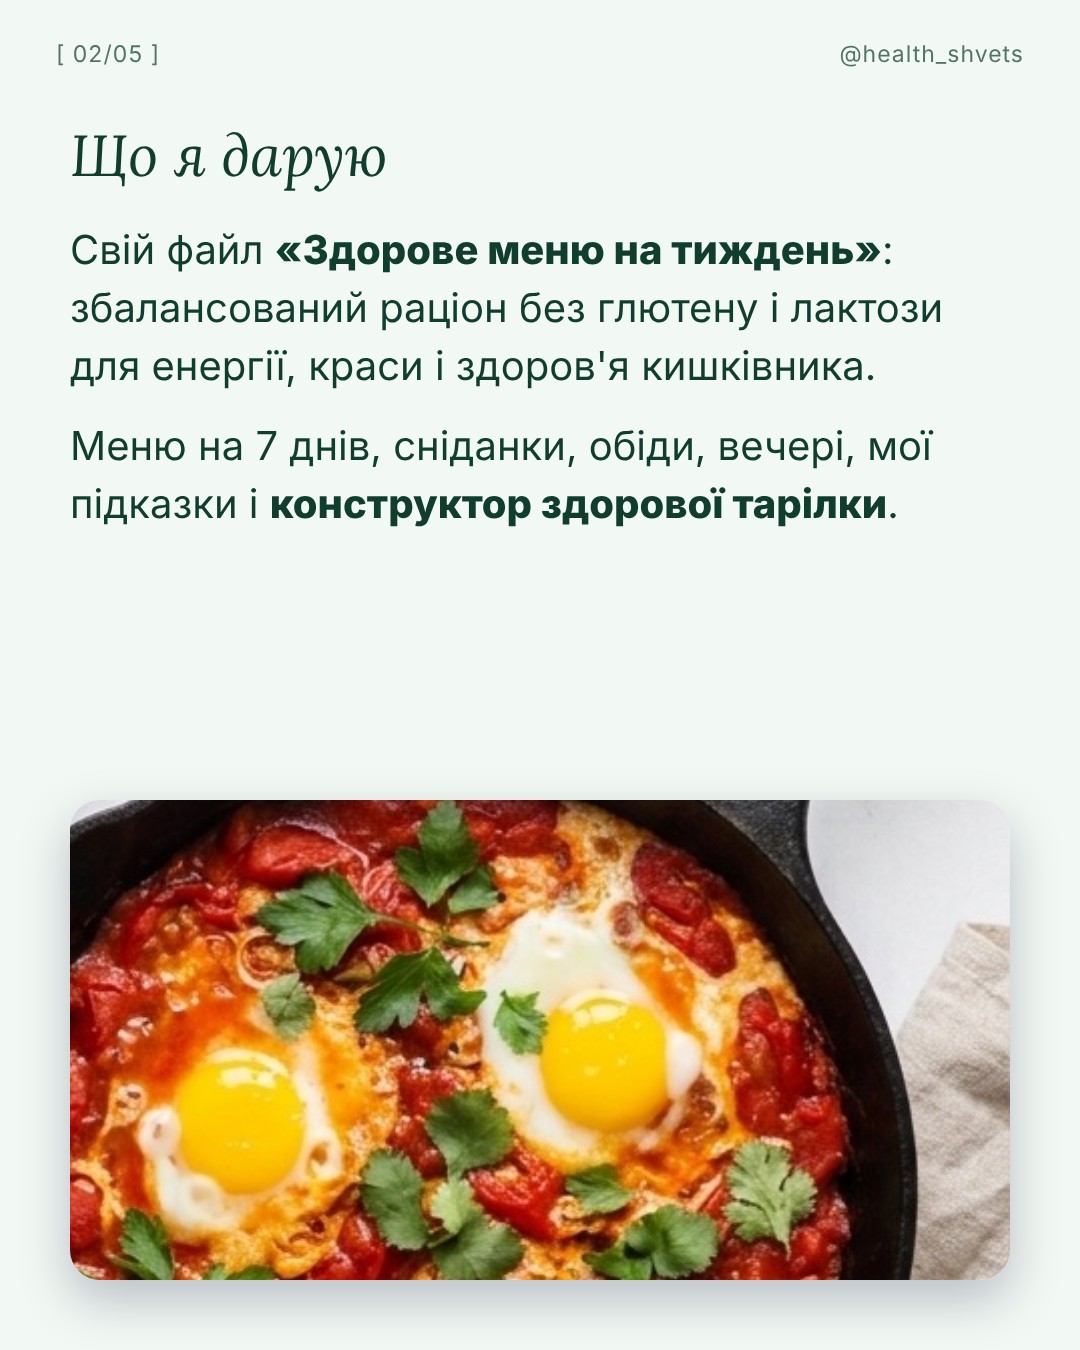 [ 02/05 ]
@health_shvets
Що я дарую
Свій файл «Здорове меню на тиждень»:
збалансований раціон без глютену і лактози
для енергії, краси і здоров'я кишківника.
Меню на 7 днів, сніданки, обіди, вечері, мої
підказки і конструктор здорової тарілки.